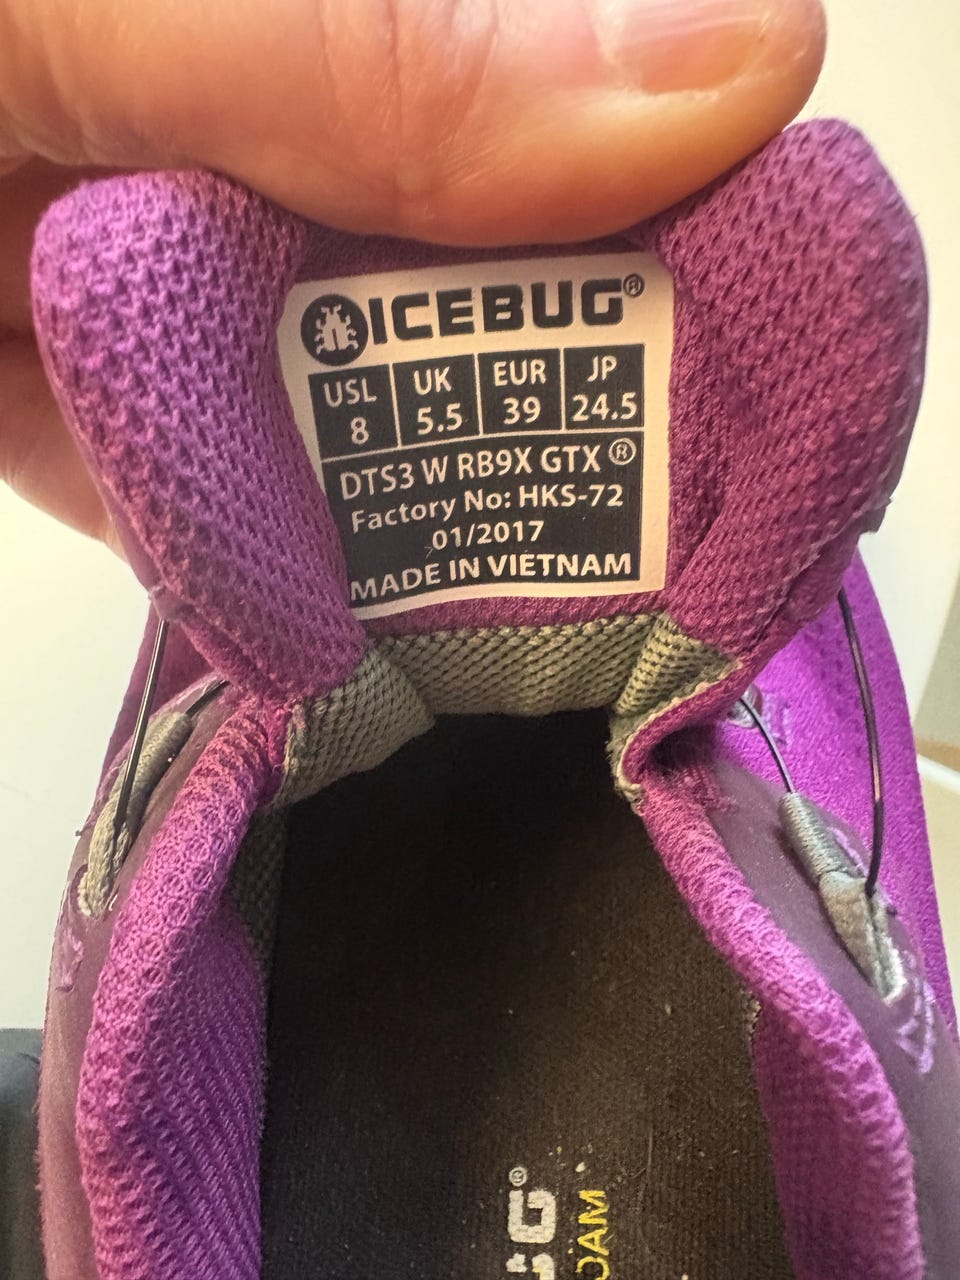 ICEBUG®
USL UK EUR JP
8 5.5 39 24.5
DTS3 W RB9X GTX ®
Factory No: HKS-72
01/2017
MADE IN VIETNAM